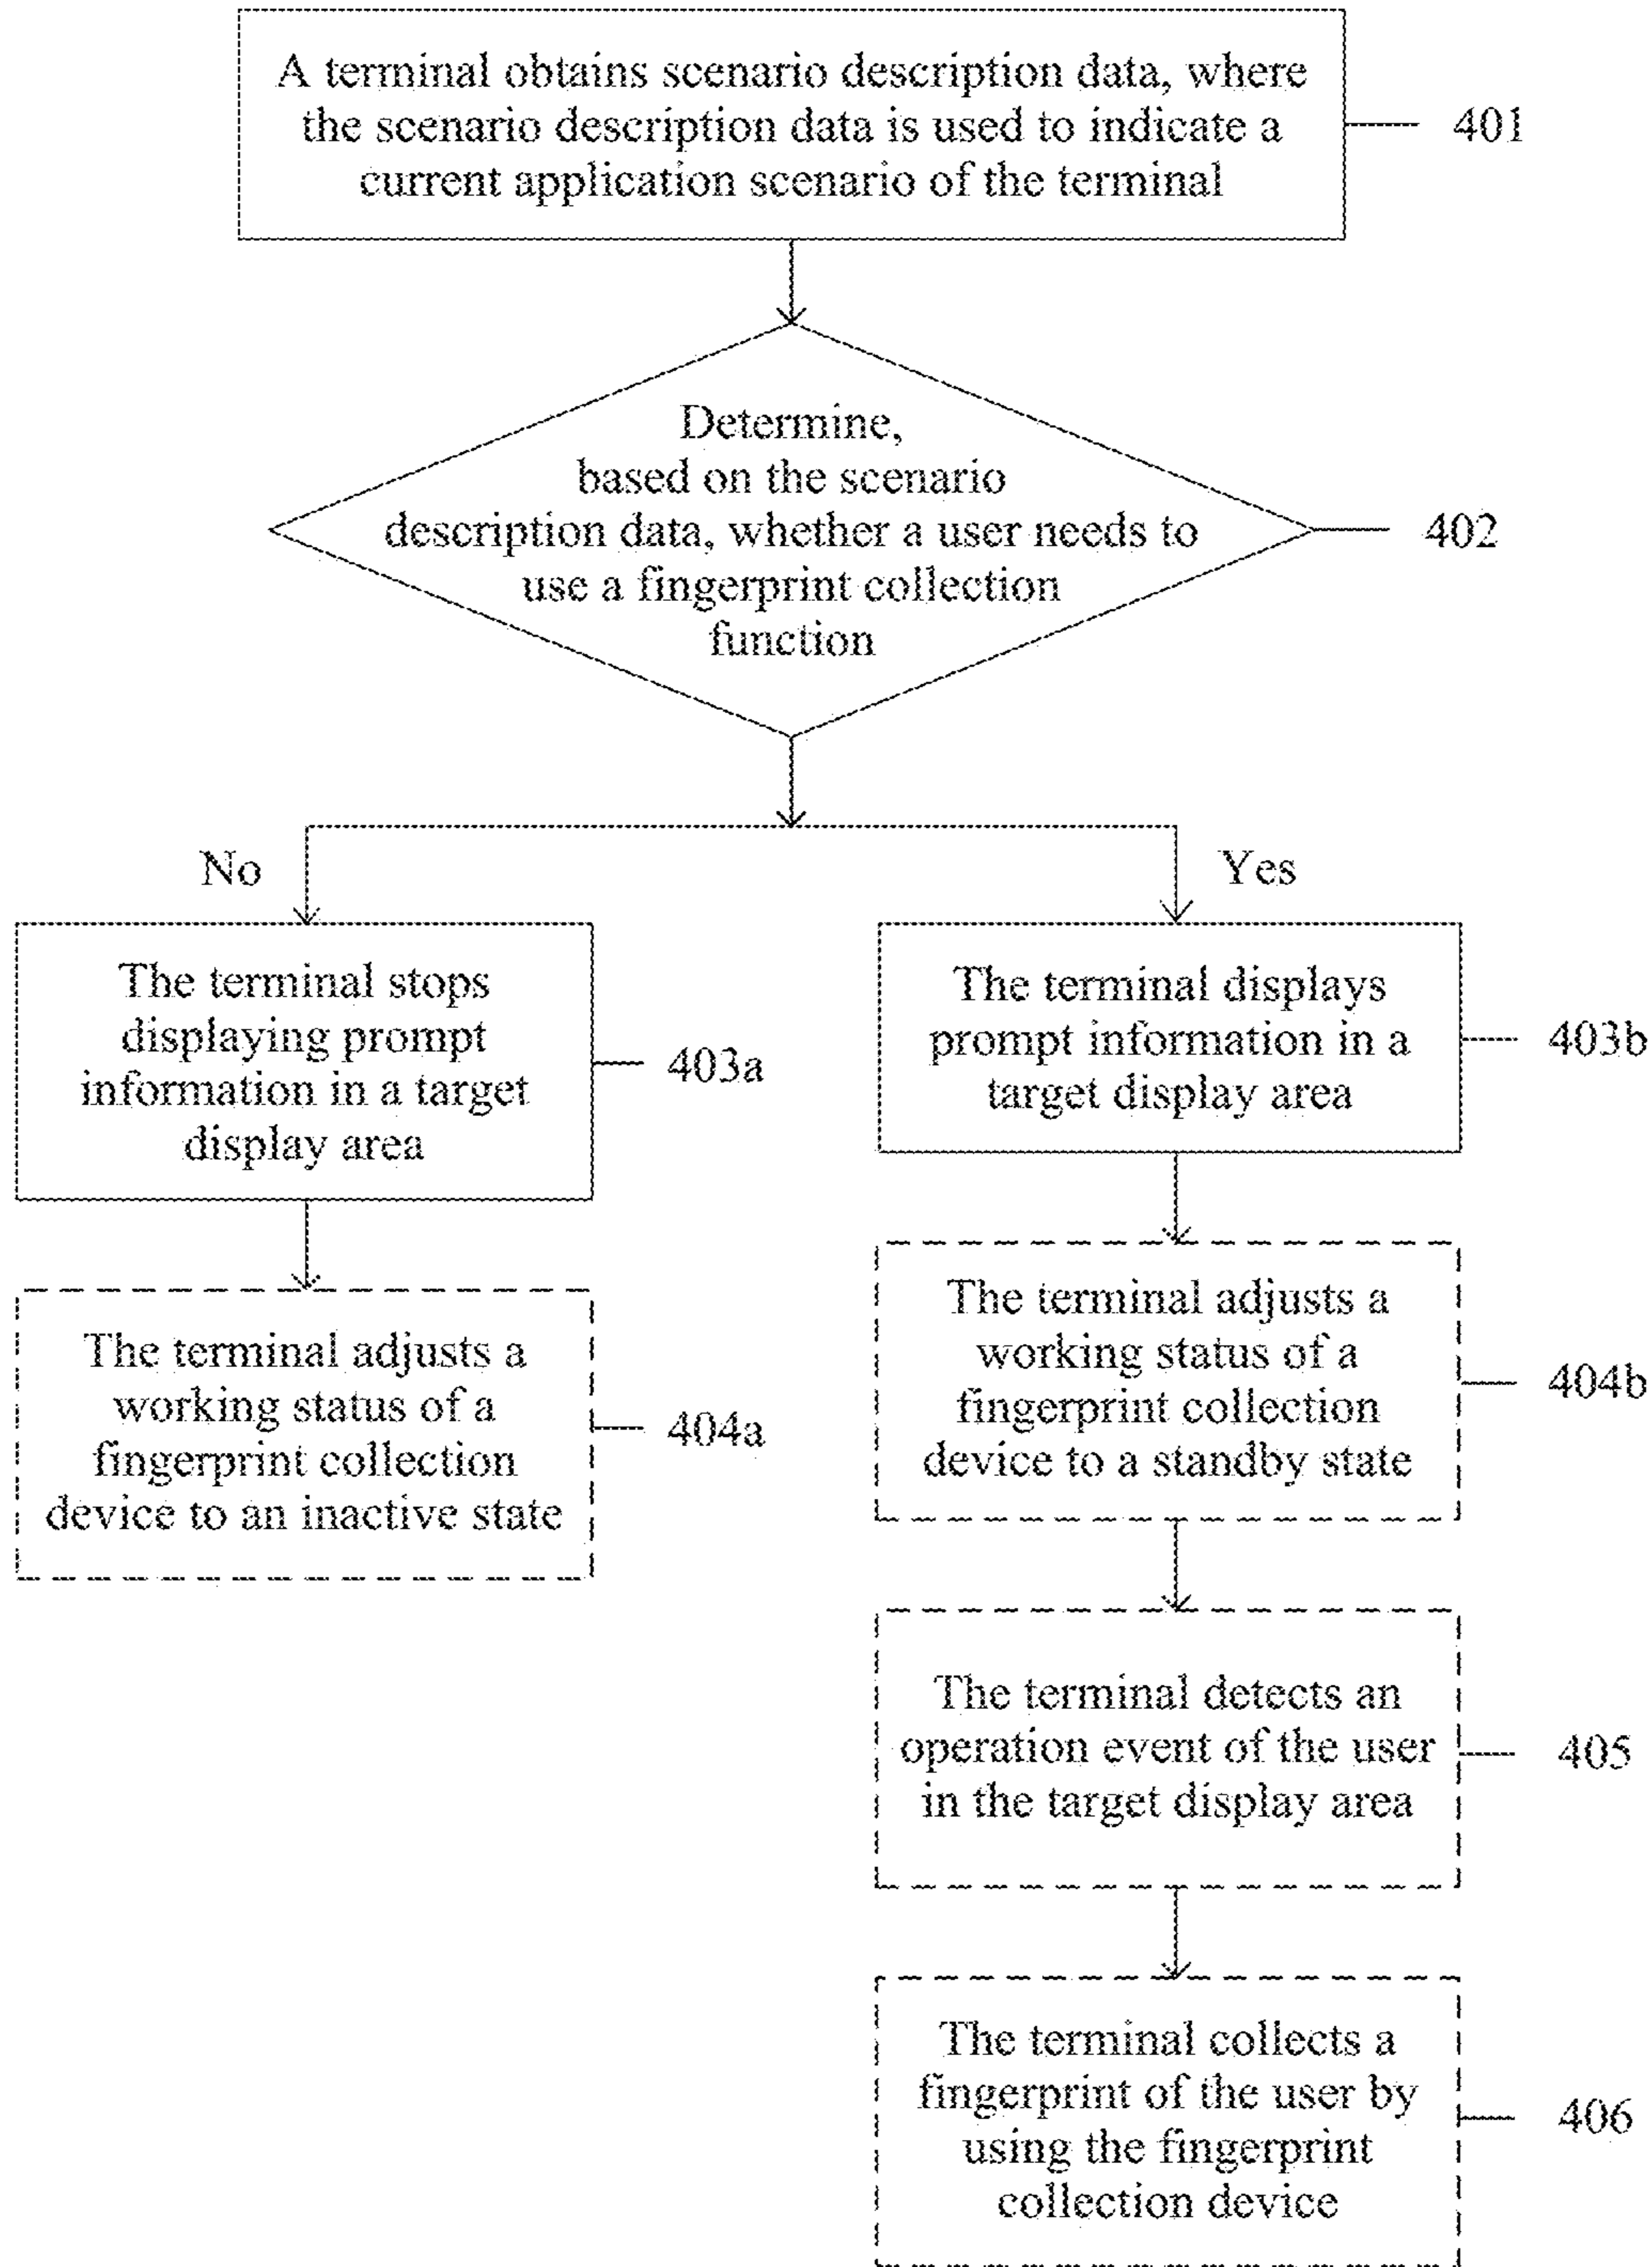 A terminal obtains scenario description data, where
the scenario description data is used to indicate a
current application scenario of the terminal
401
Determine,
based on the scenario
description data, whether a user needs to
use a fingerprint collection
function
402
No
Yes
The terminal stops
displaying prompt
information in a target
display area
403a
The terminal displays
prompt information in a
target display area
403b
The terminal adjusts a
working status of a
fingerprint collection
device to an inactive state
404a
The terminal adjusts a
working status of a
fingerprint collection
device to a standby state
404b
The terminal detects an
operation event of the user
in the target display area
405
The terminal collects a
fingerprint of the user by
using the fingerprint
collection device
406